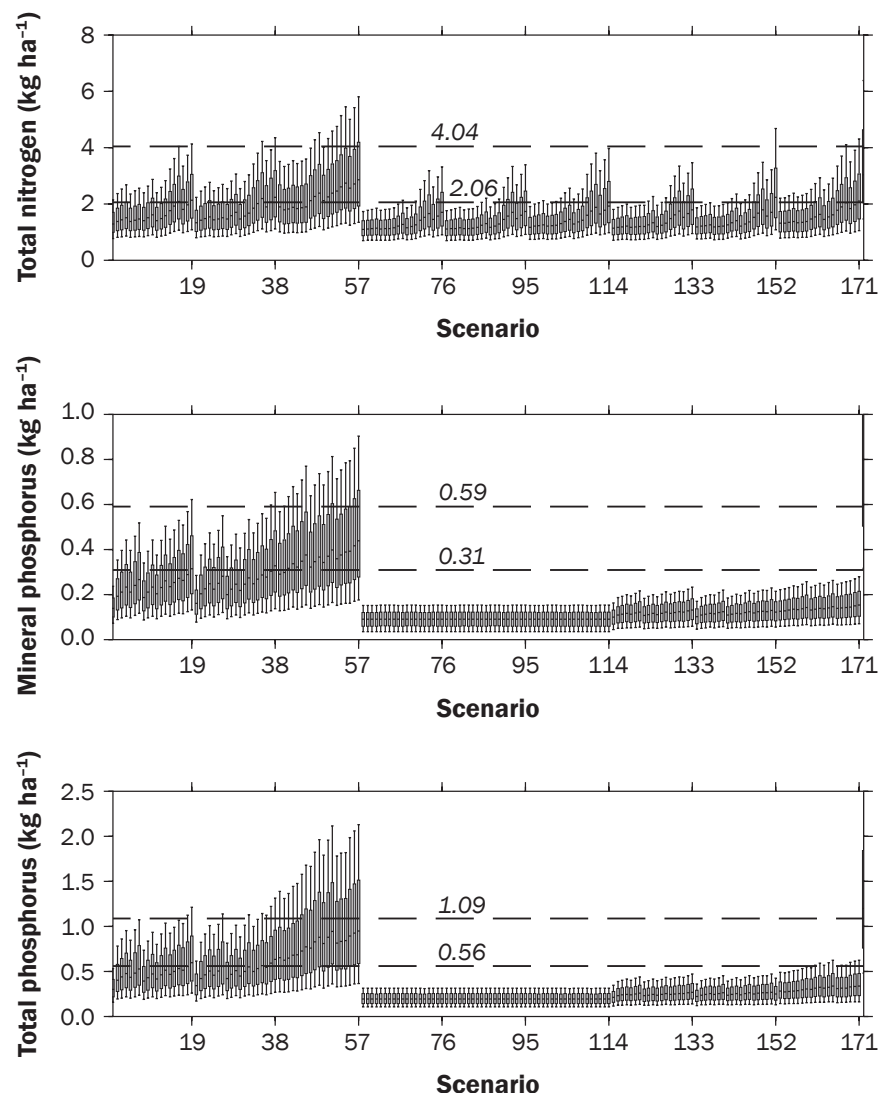 Total nitrogen (kg ha⁻¹)
8
6
4
2
0
4.04
2.06
19 38 57 76 95 114 133 152 171
Scenario
Mineral phosphorus (kg ha⁻¹)
1.0
0.8
0.6
0.4
0.2
0.0
0.59
0.31
19 38 57 76 95 114 133 152 171
Scenario
Total phosphorus (kg ha⁻¹)
2.5
2.0
1.5
1.0
0.5
0.0
1.09
0.56
19 38 57 76 95 114 133 152 171
Scenario